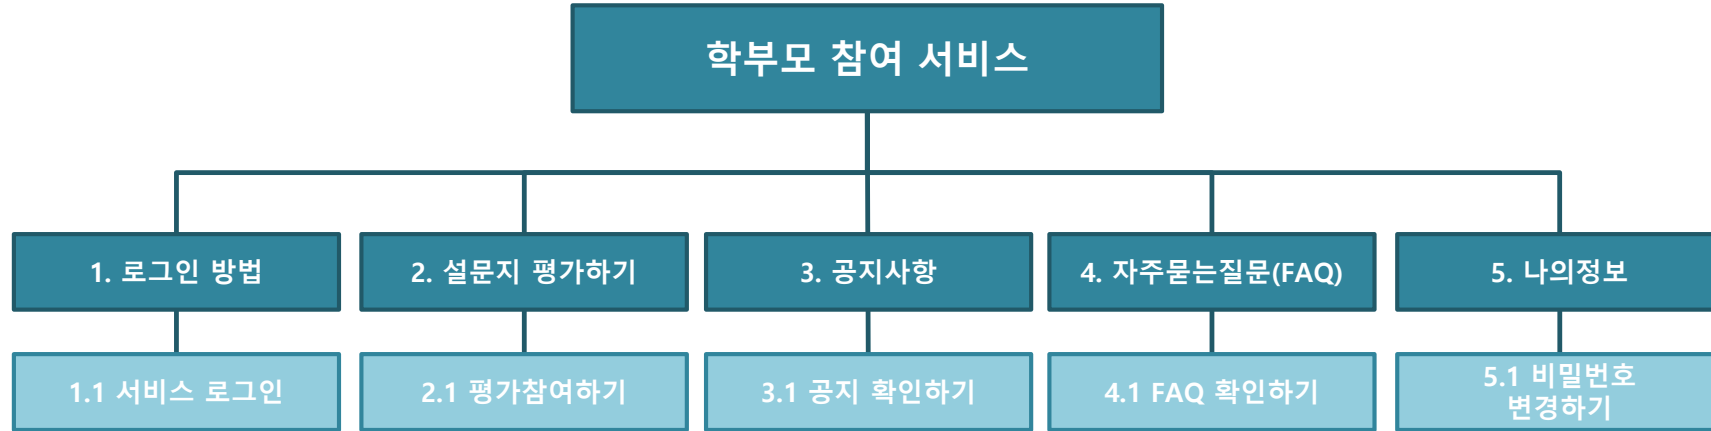 학부모 참여 서비스
1. 로그인 방법
2. 설문지 평가하기
3. 공지사항
4. 자주묻는질문(FAQ)
5. 나의정보
1.1 서비스 로그인
2.1 평가참여하기
3.1 공지 확인하기
4.1 FAQ 확인하기
5.1 비밀번호
변경하기